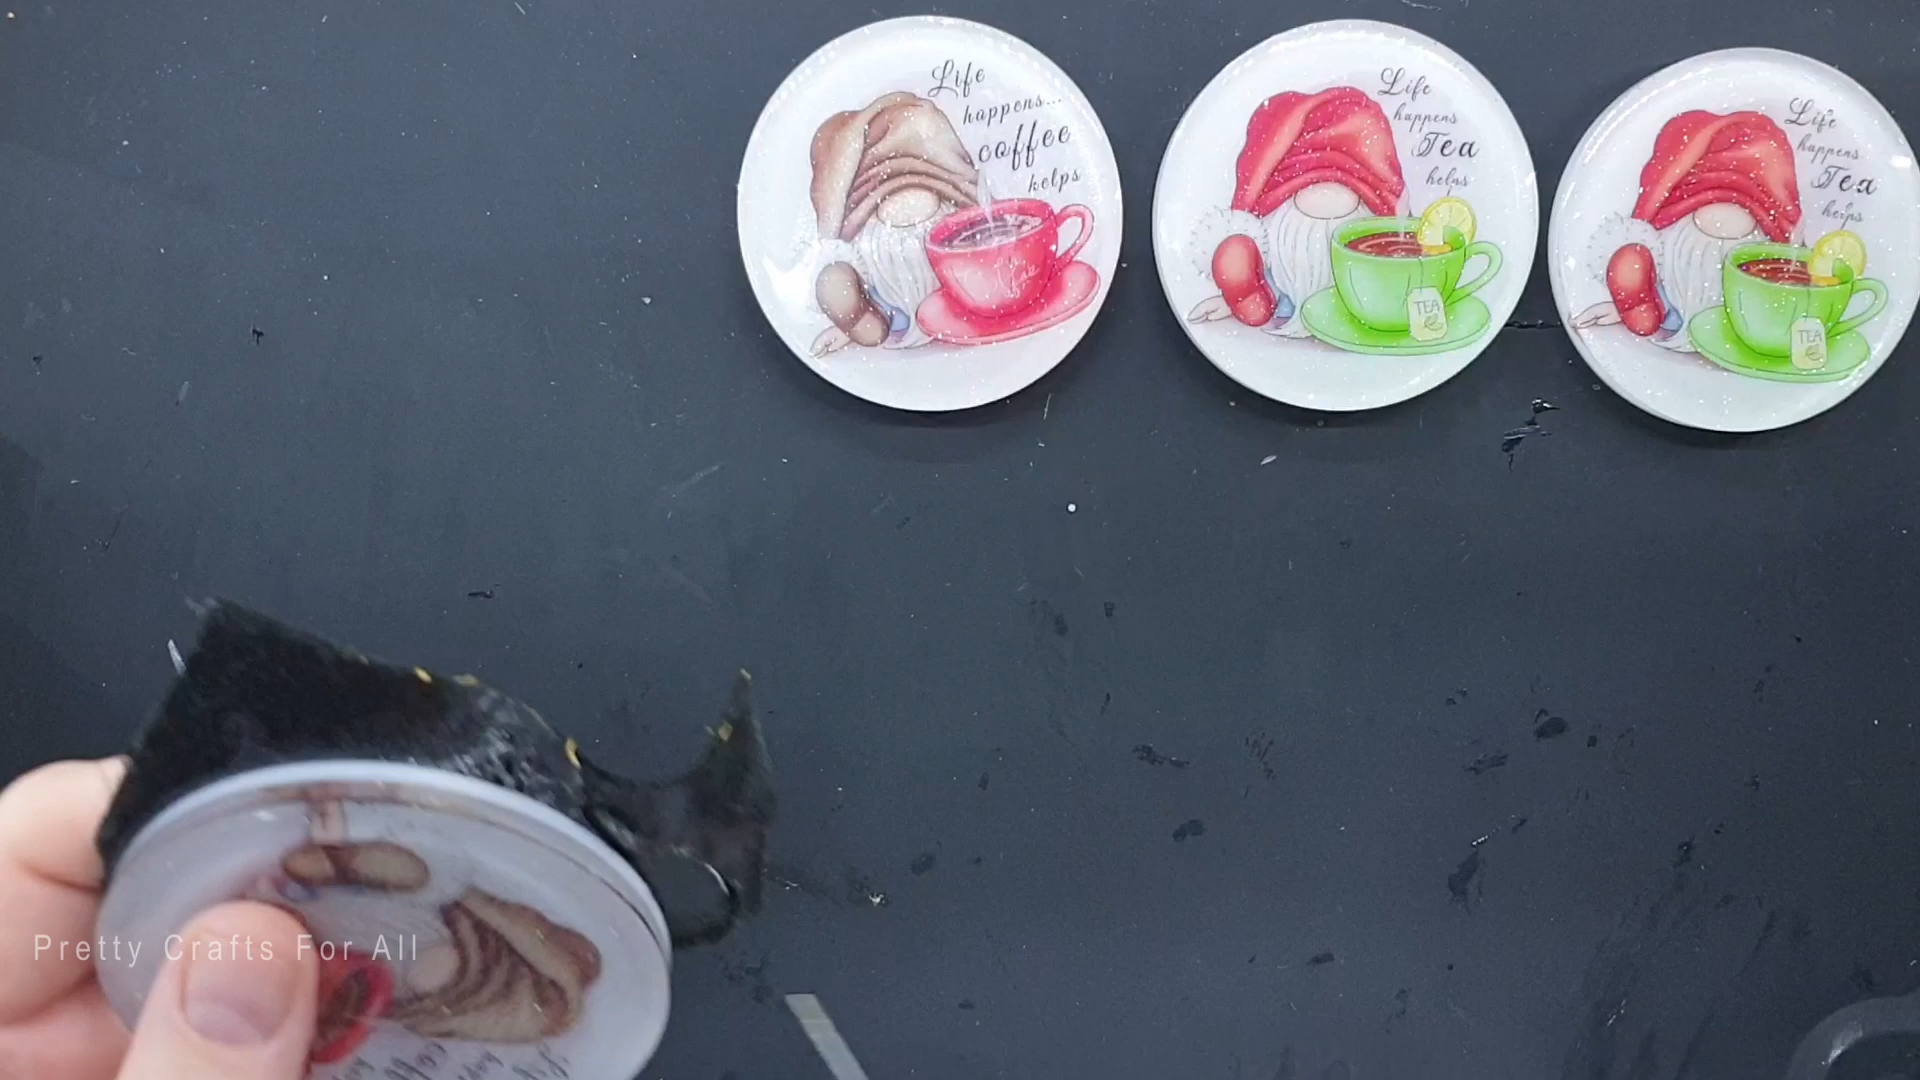 Life
happens...
coffee
helps
Life
happens
Tea
helps
TEA
Life
happens
Tea
helps
TEA
Pretty Crafts For All